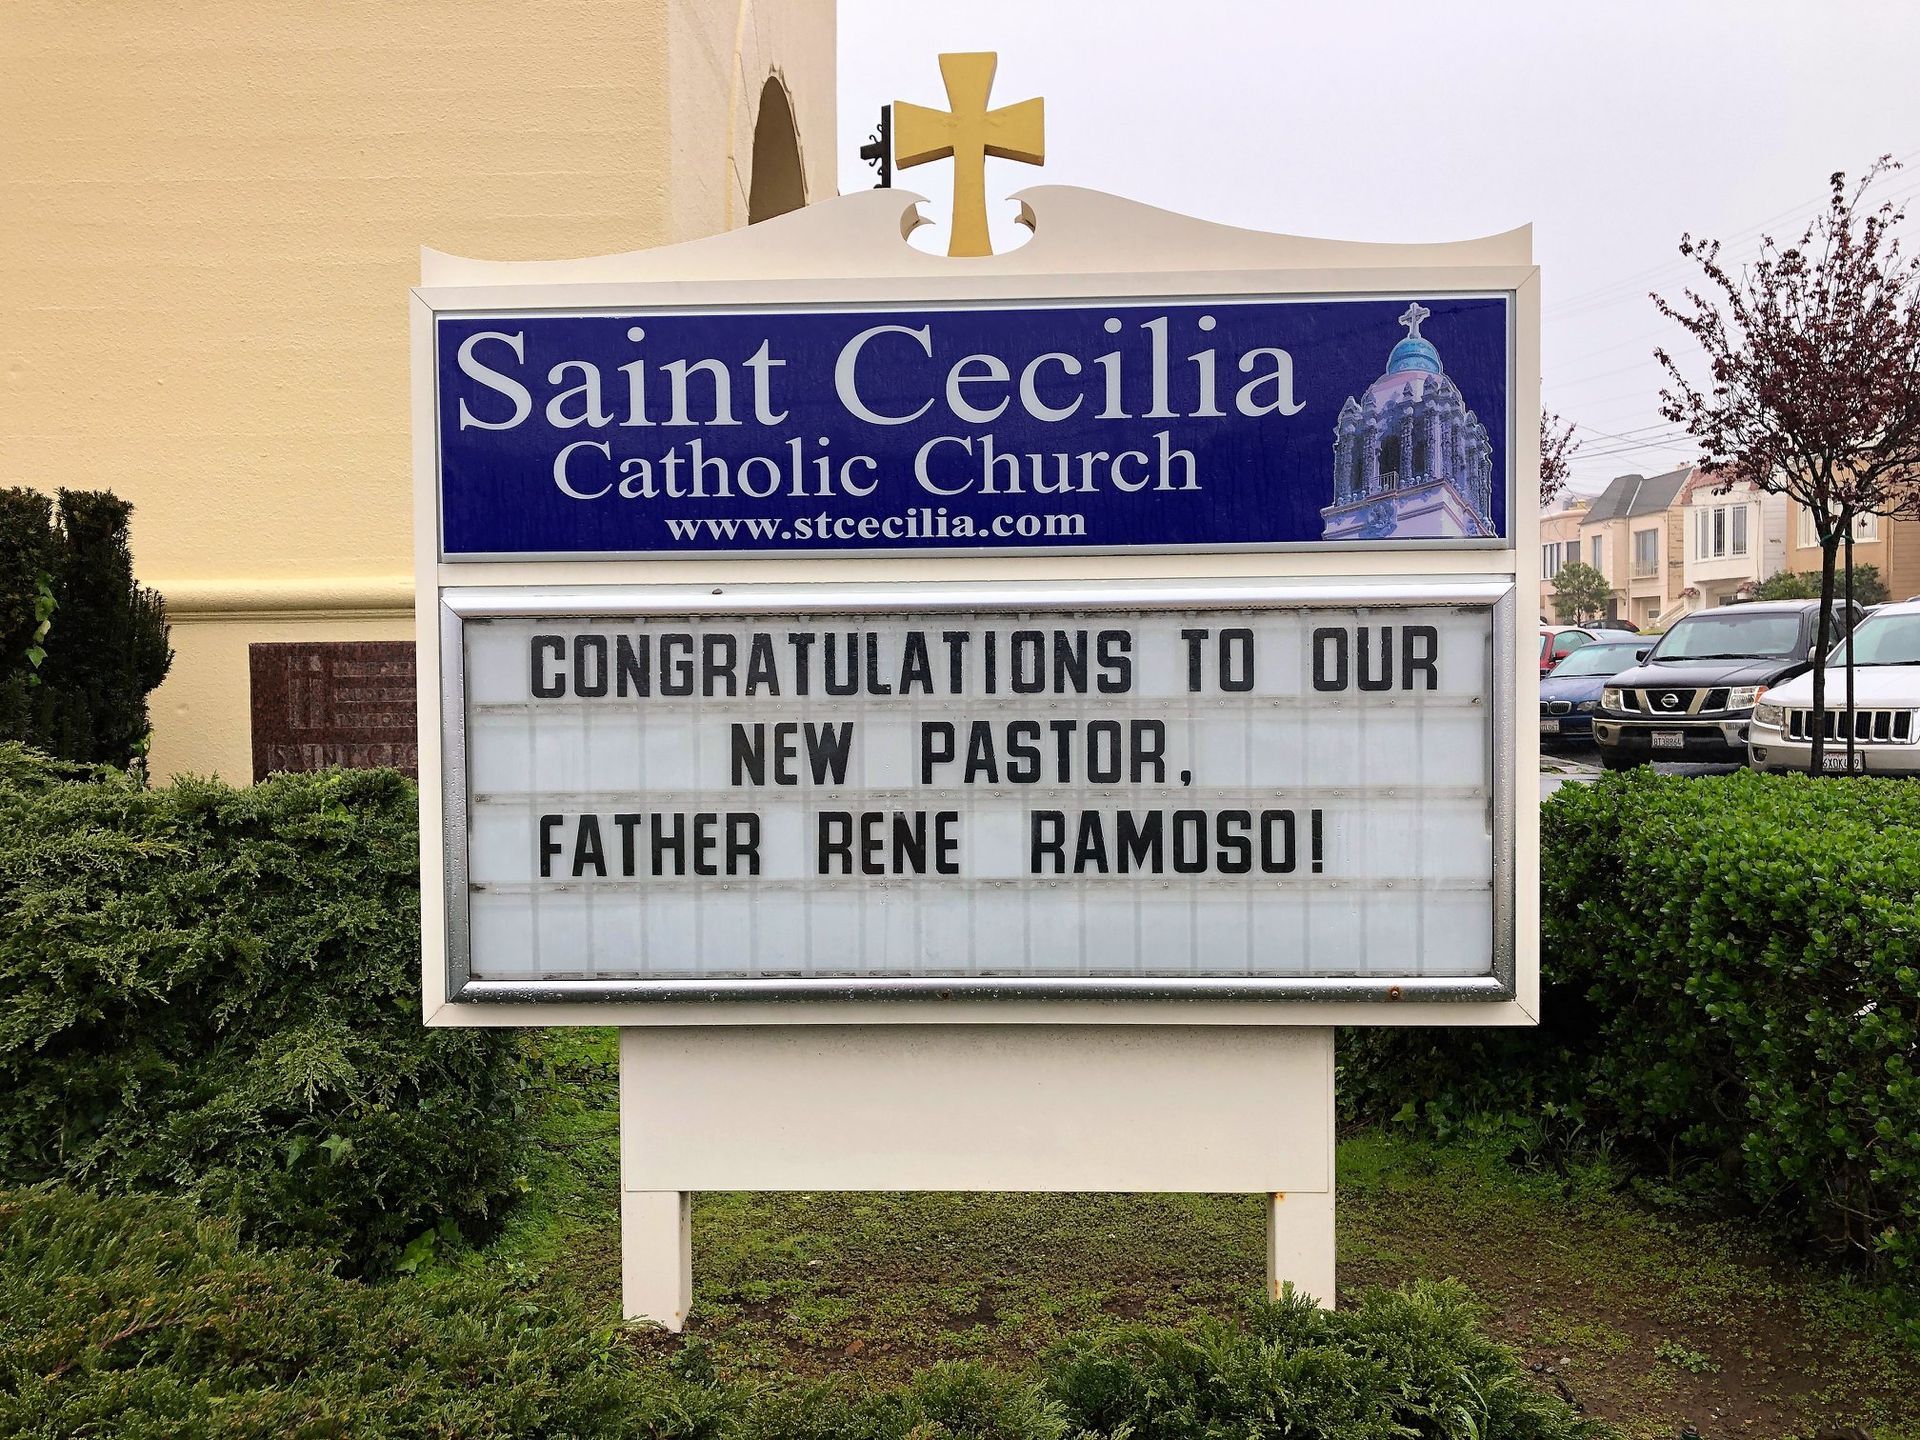 Saint Cecilia
Catholic Church
www.stcecilia.com
CONGRATULATIONS TO OUR
NEW PASTOR,
FATHER RENE RAMOSO!